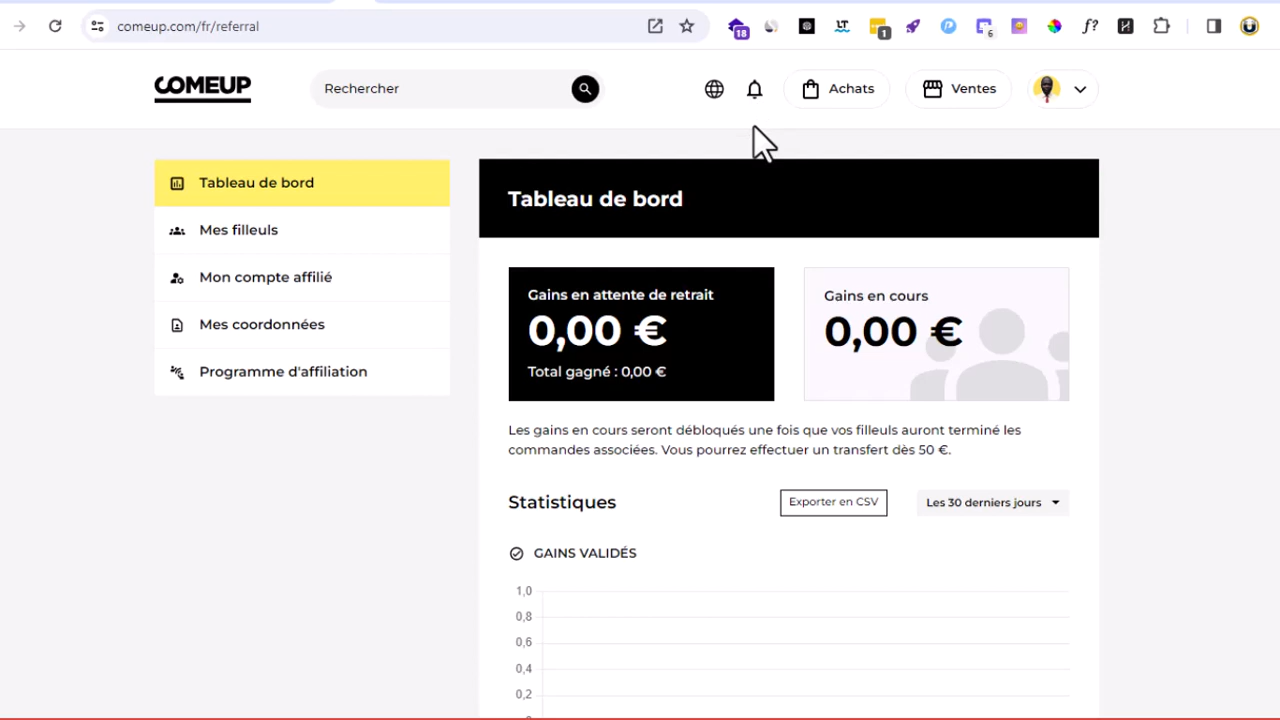 comeup.com/fr/referral
18
LT
1
6
f?
COMEUP
Rechercher
Achats
Ventes
Tableau de bord
Mes filleuls
Mon compte affilié
Mes coordonnées
Programme d'affiliation
Tableau de bord
Gains en attente de retrait
0,00 €
Total gagné : 0,00 €
Gains en cours
0,00 €
Les gains en cours seront débloqués une fois que vos filleuls auront terminé les
commandes associées. Vous pourrez effectuer un transfert dès 50 €.
Statistiques
Exporter en CSV
Les 30 derniers jours
GAINS VALIDÉS
1,0
0,8
0,6
0,4
0,2